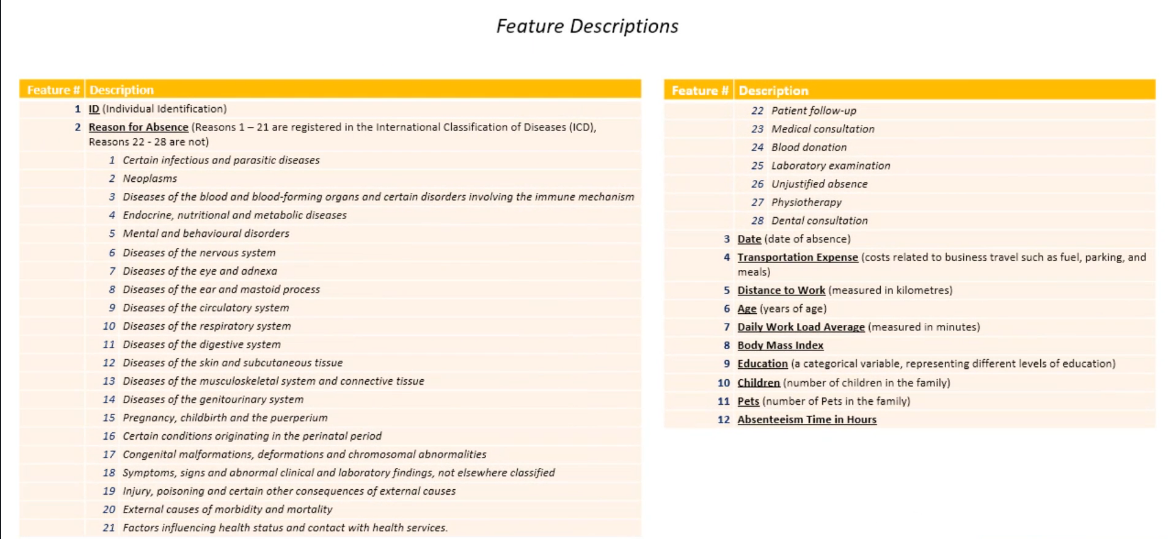 Feature Descriptions
Feature # Description
1 ID (Individual Identification)
2 Reason for Absence (Reasons 1 – 21 are registered in the International Classification of Diseases (ICD),
Reasons 22 - 28 are not)
1 Certain infectious and parasitic diseases
2 Neoplasms
3 Diseases of the blood and blood-forming organs and certain disorders involving the immune mechanism
4 Endocrine, nutritional and metabolic diseases
5 Mental and behavioural disorders
6 Diseases of the nervous system
7 Diseases of the eye and adnexa
8 Diseases of the ear and mastoid process
9 Diseases of the circulatory system
10 Diseases of the respiratory system
11 Diseases of the digestive system
12 Diseases of the skin and subcutaneous tissue
13 Diseases of the musculoskeletal system and connective tissue
14 Diseases of the genitourinary system
15 Pregnancy, childbirth and the puerperium
16 Certain conditions originating in the perinatal period
17 Congenital malformations, deformations and chromosomal abnormalities
18 Symptoms, signs and abnormal clinical and laboratory findings, not elsewhere classified
19 Injury, poisoning and certain other consequences of external causes
20 External causes of morbidity and mortality
21 Factors influencing health status and contact with health services.
Feature # Description
22 Patient follow-up
23 Medical consultation
24 Blood donation
25 Laboratory examination
26 Unjustified absence
27 Physiotherapy
28 Dental consultation
3 Date (date of absence)
4 Transportation Expense (costs related to business travel such as fuel, parking, and
meals)
5 Distance to Work (measured in kilometres)
6 Age (years of age)
7 Daily Work Load Average (measured in minutes)
8 Body Mass Index
9 Education (a categorical variable, representing different levels of education)
10 Children (number of children in the family)
11 Pets (number of Pets in the family)
12 Absenteeism Time in Hours